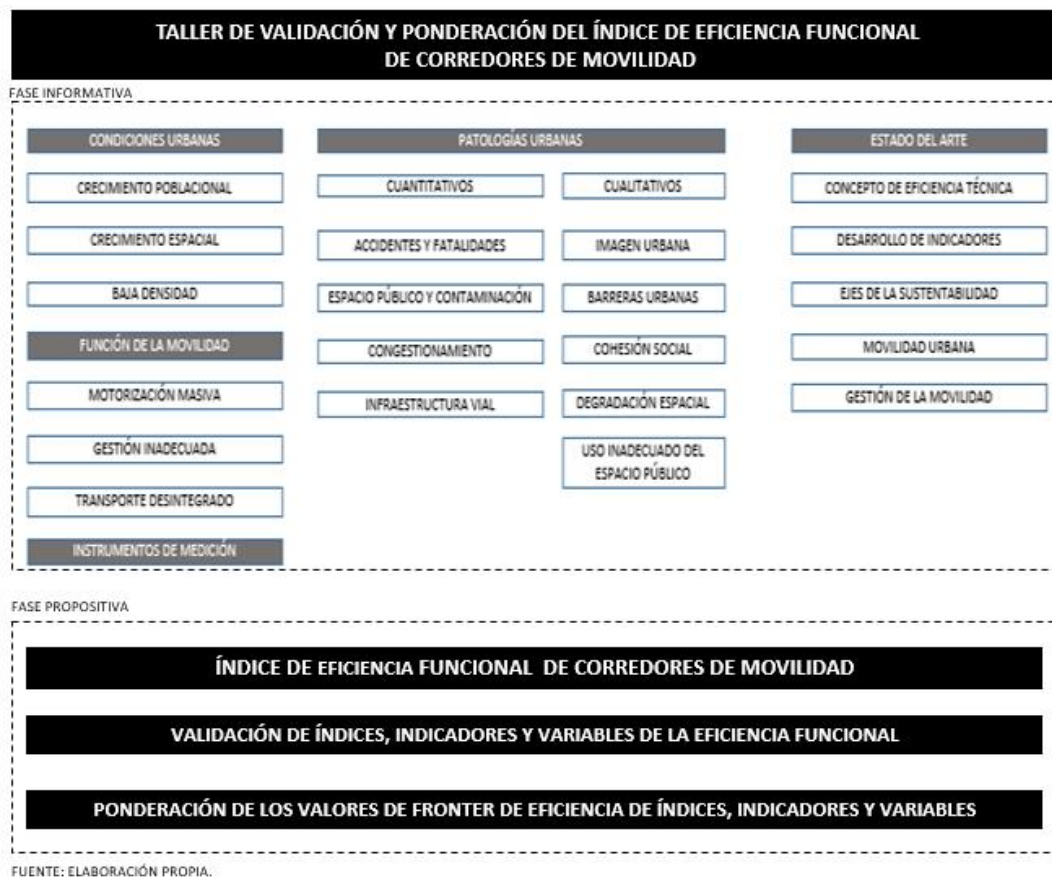 TALLER DE VALIDACIÓN Y PONDERACIÓN DEL ÍNDICE DE EFICIENCIA FUNCIONAL
DE CORREDORES DE MOVILIDAD
FASE INFORMATIVA
CONDICIONES URBANAS
CRECIMIENTO POBLACIONAL
CRECIMIENTO ESPACIAL
BAJA DENSIDAD
FUNCIÓN DE LA MOVILIDAD
MOTORIZACIÓN MASIVA
GESTIÓN INADECUADA
TRANSPORTE DESINTEGRADO
INSTRUMENTOS DE MEDICIÓN
PATOLOGÍAS URBANAS
CUANTITATIVOS
ACCIDENTES Y FATALIDADES
ESPACIO PÚBLICO Y CONTAMINACIÓN
CONGESTIONAMIENTO
INFRAESTRUCTURA VIAL
CUALITATIVOS
IMAGEN URBANA
BARRERAS URBANAS
COHESIÓN SOCIAL
DEGRADACIÓN ESPACIAL
USO INADECUADO DEL
ESPACIO PÚBLICO
ESTADO DEL ARTE
CONCEPTO DE EFICIENCIA TÉCNICA
DESARROLLO DE INDICADORES
EJES DE LA SUSTENTABILIDAD
MOVILIDAD URBANA
GESTIÓN DE LA MOVILIDAD
FASE PROPOSITIVA
ÍNDICE DE EFICIENCIA FUNCIONAL DE CORREDORES DE MOVILIDAD
VALIDACIÓN DE ÍNDICES, INDICADORES Y VARIABLES DE LA EFICIENCIA FUNCIONAL
PONDERACIÓN DE LOS VALORES DE FRONTER DE EFICIENCIA DE ÍNDICES, INDICADORES Y VARIABLES
FUENTE: ELABORACIÓN PROPIA.